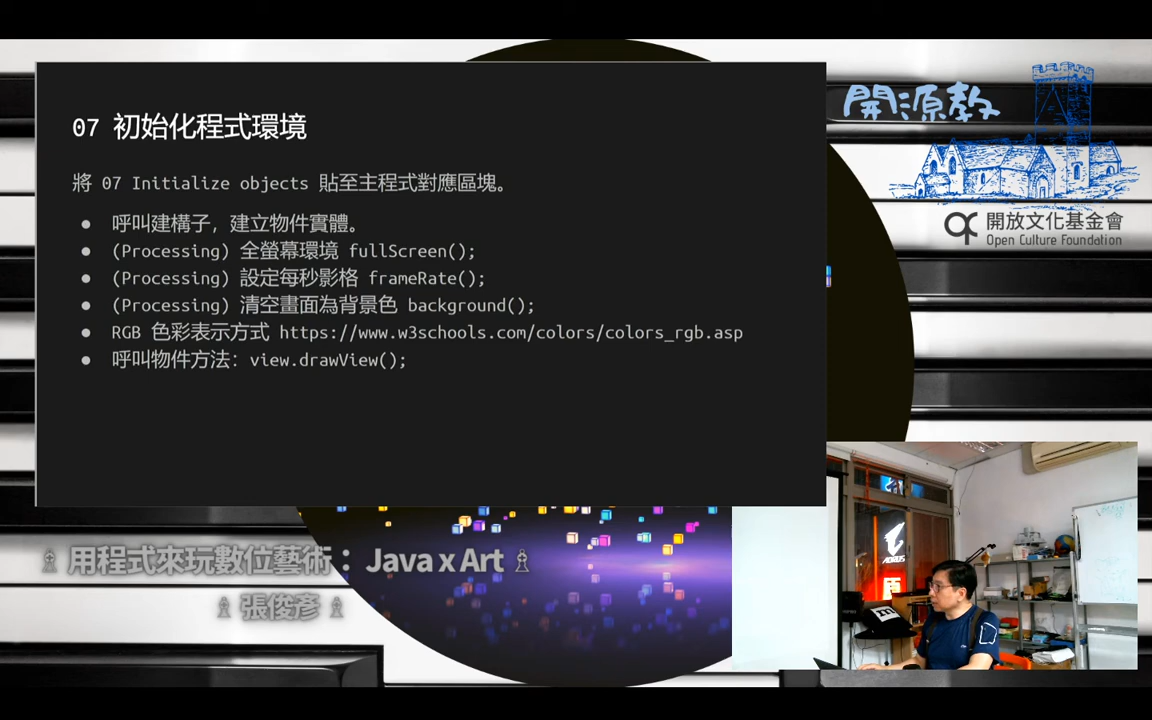 07 初始化程式環境
將 07 Initialize objects 貼至主程式對應區塊。
● 呼叫建構子，建立物件實體。
● (Processing) 全螢幕環境 fullScreen();
● (Processing) 設定每秒影格 frameRate();
● (Processing) 清空畫面為背景色 background();
● RGB 色彩表示方式 https://www.w3schools.com/colors/colors_rgb.asp
● 呼叫物件方法：view.drawView();
開源教
開放文化基金會
Open Culture Foundation
AORUS
♗ 用程式來玩數位藝術：Java x Art ♗
♗ 張俊彥 ♗